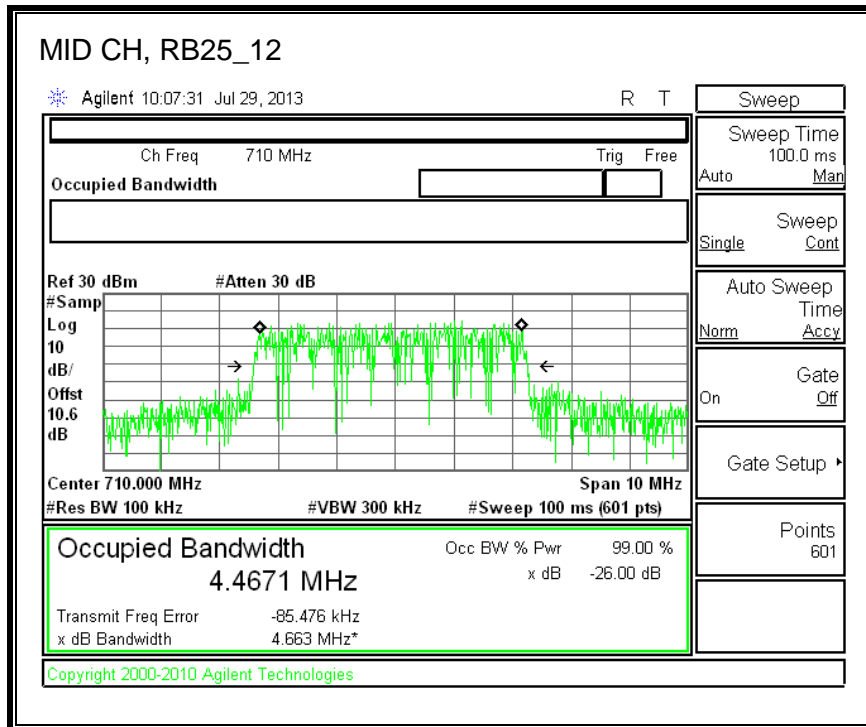 MID CH, RB25_12
Agilent 10:07:31 Jul 29, 2013 R T
Ch Freq 710 MHz Trig Free
Occupied Bandwidth
Ref 30 dBm #Atten 30 dB
#Samp
Log
10
dB/
Offst
10.6
dB
Center 710.000 MHz Span 10 MHz
#Res BW 100 kHz #VBW 300 kHz #Sweep 100 ms (601 pts)
Occupied Bandwidth Occ BW % Pwr 99.00 %
4.4671 MHz x dB -26.00 dB
Transmit Freq Error -85.476 kHz
x dB Bandwidth 4.663 MHz*
Copyright 2000-2010 Agilent Technologies
Sweep
Sweep Time
100.0 ms
Auto Man
Sweep
Single Cont
Auto Sweep
Time
Norm Accy
Gate
On Off
Gate Setup
Points
601